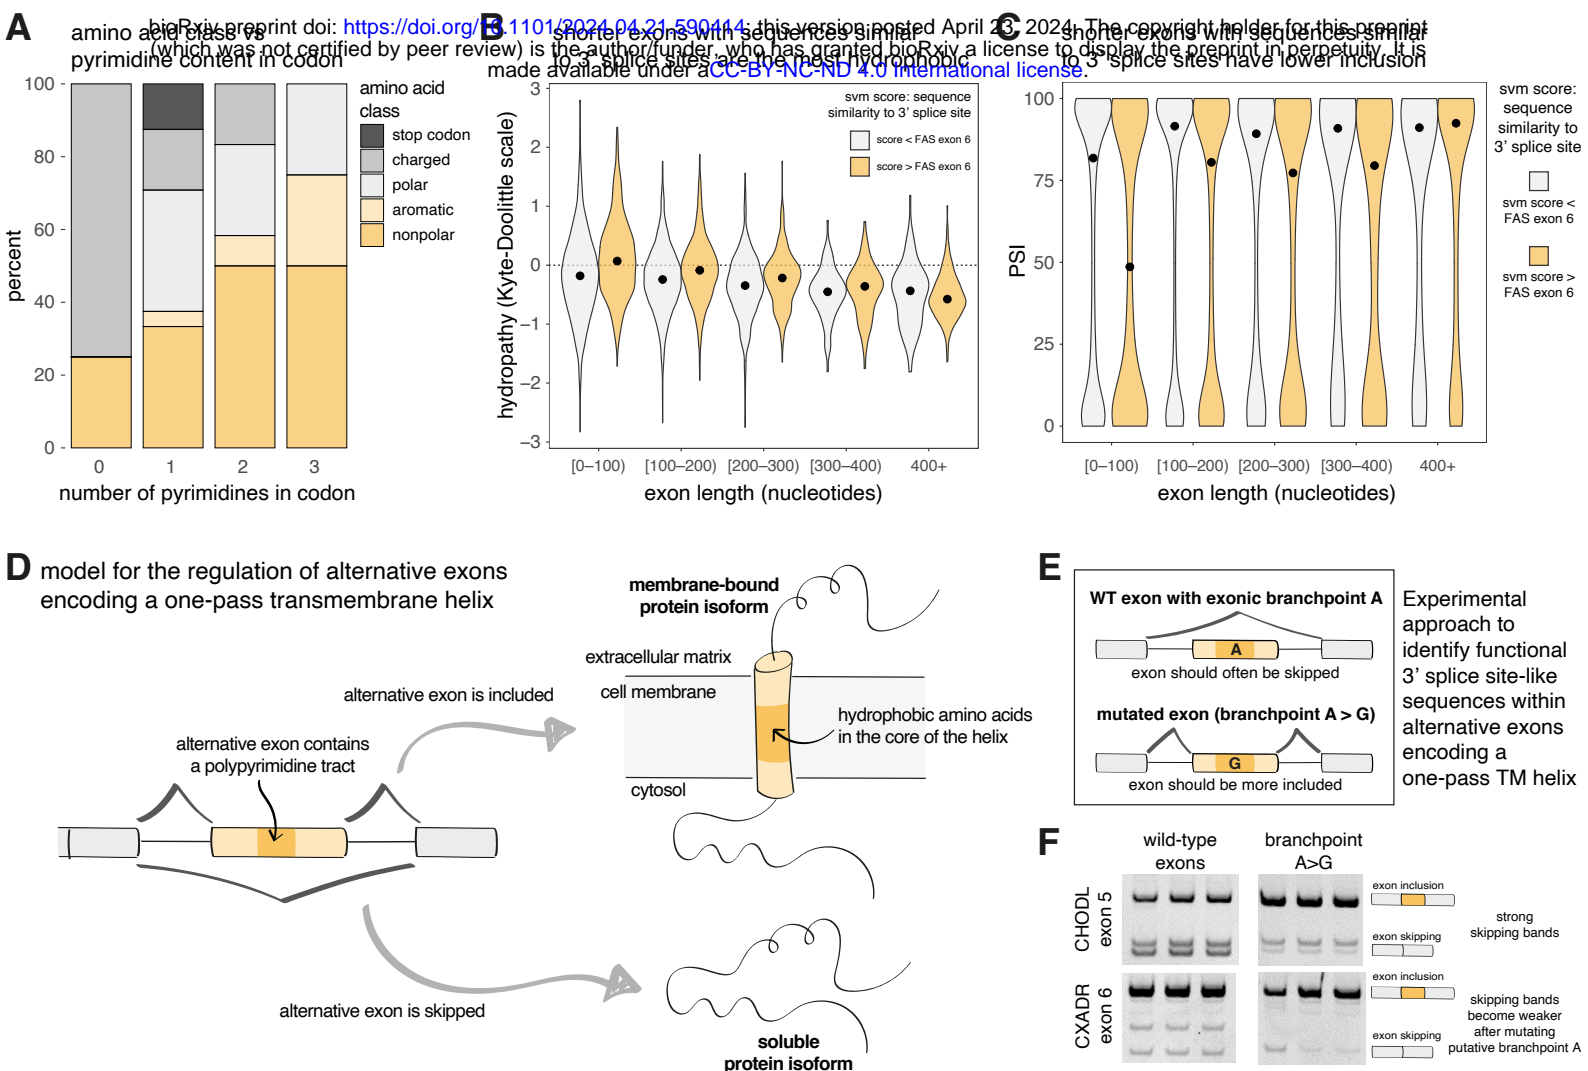 bioRxiv preprint doi: https://doi.org/10.1101/2024.04.21.590414; this version posted April 23, 2024. The copyright holder for this preprint
(which was not certified by peer review) is the author/funder, who has granted bioRxiv a license to display the preprint in perpetuity. It is
made available under aCC-BY-NC-ND 4.0 International license.
A
amino acid class vs
pyrimidine content in codon
percent
100
80
60
40
20
0
0 1 2 3
number of pyrimidines in codon
amino acid
class
stop codon
charged
polar
aromatic
nonpolar
B
shorter exons with sequences similar
to 3' splice sites are the most hydrophobic
hydropathy (Kyte-Doolittle scale)
3
2
1
0
−1
−2
−3
svm score: sequence
similarity to 3' splice site
score < FAS exon 6
score > FAS exon 6
[0–100) [100–200) [200–300) [300–400) 400+
exon length (nucleotides)
C
shorter exons with sequences similar
to 3' splice sites have lower inclusion
PSI
100
75
50
25
0
[0–100) [100–200) [200–300) [300–400) 400+
exon length (nucleotides)
svm score:
sequence
similarity to
3' splice site
svm score <
FAS exon 6
svm score >
FAS exon 6
D
model for the regulation of alternative exons
encoding a one-pass transmembrane helix
alternative exon contains
a polypyrimidine tract
alternative exon is included
alternative exon is skipped
membrane-bound
protein isoform
extracellular matrix
cell membrane
hydrophobic amino acids
in the core of the helix
cytosol
soluble
protein isoform
E
WT exon with exonic branchpoint A
A
exon should often be skipped
mutated exon (branchpoint A > G)
G
exon should be more included
Experimental
approach to
identify functional
3' splice site-like
sequences within
alternative exons
encoding a
one-pass TM helix
F
wild-type
exons
branchpoint
A>G
CHODL
exon 5
exon inclusion
exon skipping
strong
skipping bands
CXADR
exon 6
exon inclusion
exon skipping
skipping bands
become weaker
after mutating
putative branchpoint A